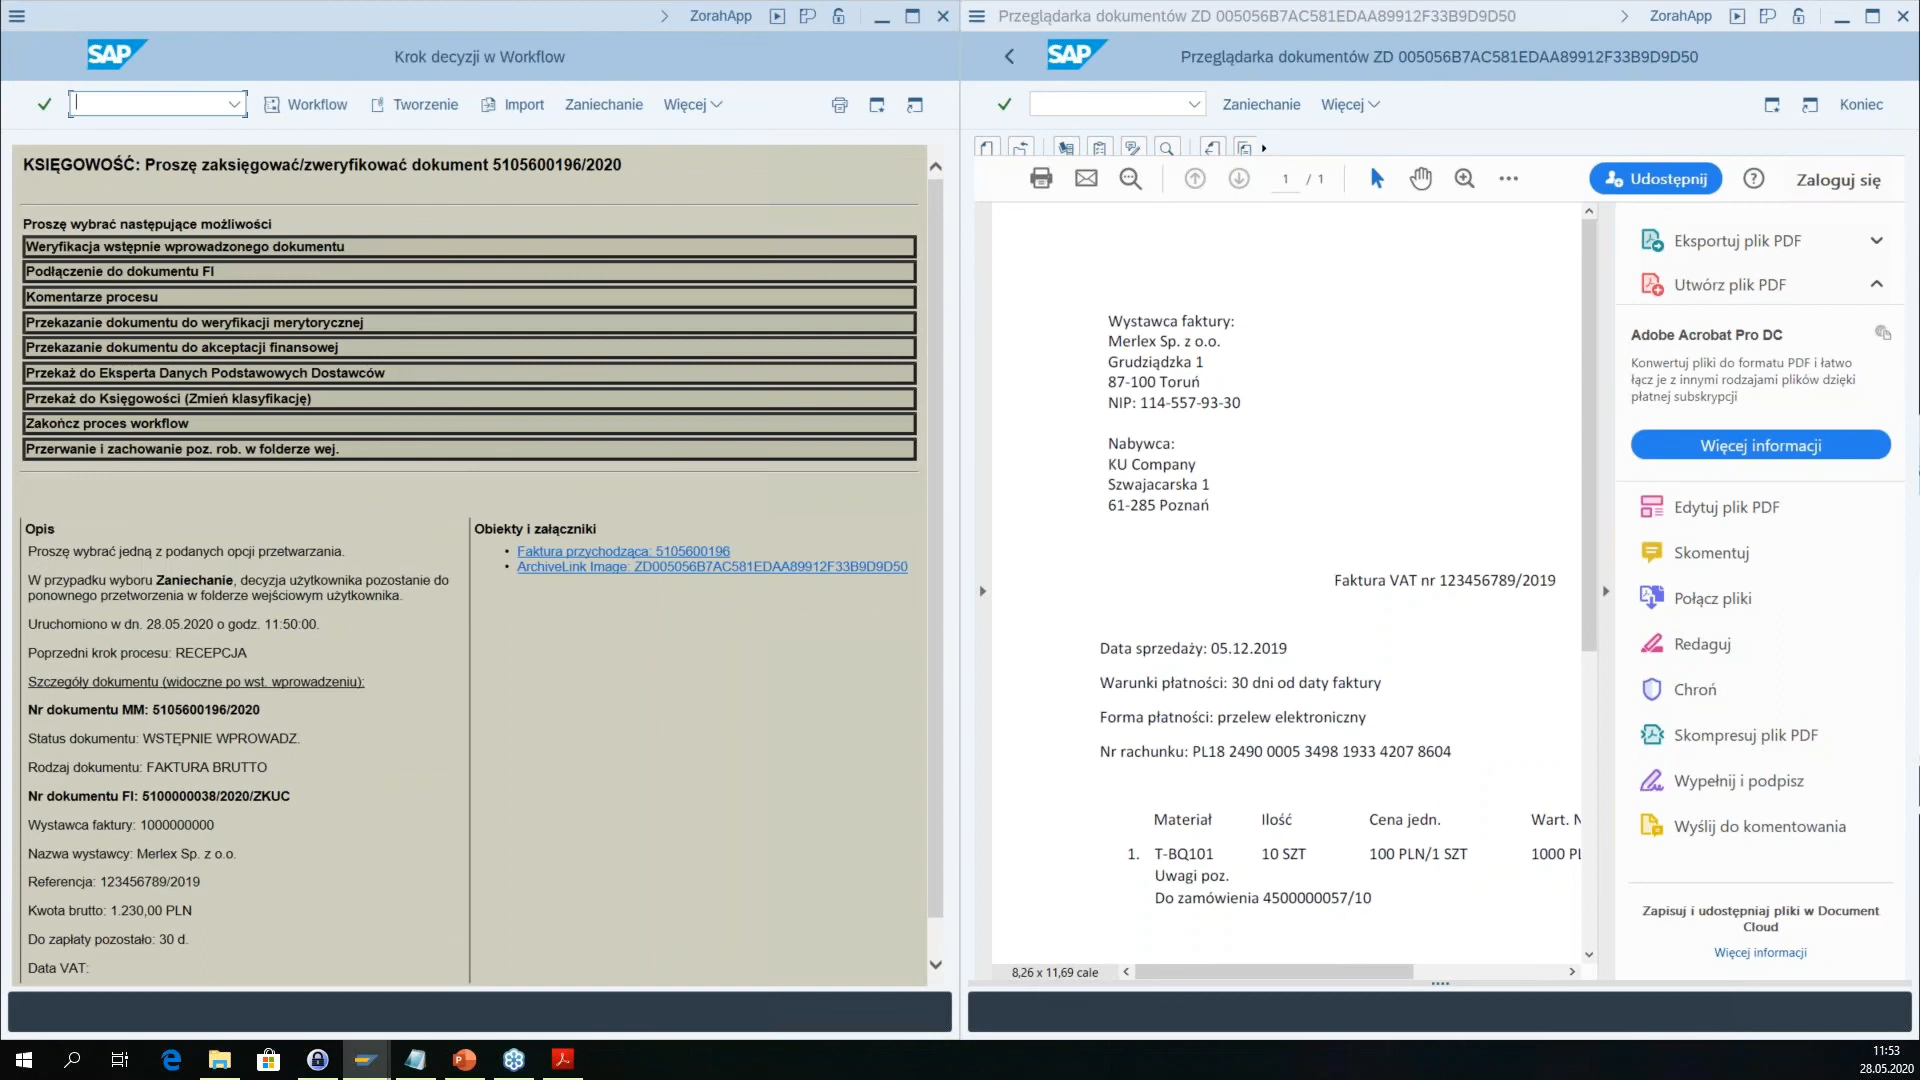 ZorahApp
SAP
Krok decyzji w Workflow
Workflow
Tworzenie
Import
Zaniechanie
Więcej
KSIĘGOWOŚĆ: Proszę zaksięgować/zweryfikować dokument 5105600196/2020
Proszę wybrać następujące możliwości
Weryfikacja wstępnie wprowadzonego dokumentu
Podłączenie do dokumentu FI
Komentarze procesu
Przekazanie dokumentu do weryfikacji merytorycznej
Przekazanie dokumentu do akceptacji finansowej
Przekaż do Eksperta Danych Podstawowych Dostawców
Przekaż do Księgowości (Zmień klasyfikację)
Zakończ proces workflow
Przerwanie i zachowanie poz. rob. w folderze wej.
Opis
Proszę wybrać jedną z podanych opcji przetwarzania.
W przypadku wyboru Zaniechanie, decyzja użytkownika pozostanie do
ponownego przetworzenia w folderze wejściowym użytkownika.
Uruchomiono w dn. 28.05.2020 o godz. 11:50:00.
Poprzedni krok procesu: RECEPCJA
Szczegóły dokumentu (widoczne po wst. wprowadzeniu):
Nr dokumentu MM: 5105600196/2020
Status dokumentu: WSTĘPNIE WPROWADZ.
Rodzaj dokumentu: FAKTURA BRUTTO
Nr dokumentu FI: 5100000038/2020/ZKUC
Wystawca faktury: 1000000000
Nazwa wystawcy: Merlex Sp. z o.o.
Referencja: 123456789/2019
Kwota brutto: 1.230,00 PLN
Do zapłaty pozostało: 30 d.
Data VAT:
Obiekty i załączniki
• Faktura przychodząca: 5105600196
• ArchiveLink Image: ZD005056B7AC581EDAA89912F33B9D9D50
Przeglądarka dokumentów ZD 005056B7AC581EDAA89912F33B9D9D50
ZorahApp
SAP
Przeglądarka dokumentów ZD 005056B7AC581EDAA89912F33B9D9D50
Zaniechanie
Więcej
Koniec
1 / 1
Udostępnij
Zaloguj się
Wystawca faktury:
Merlex Sp. z o.o.
Grudziądzka 1
87-100 Toruń
NIP: 114-557-93-30
Nabywca:
KU Company
Szwajacarska 1
61-285 Poznań
Faktura VAT nr 123456789/2019
Data sprzedaży: 05.12.2019
Warunki płatności: 30 dni od daty faktury
Forma płatności: przelew elektroniczny
Nr rachunku: PL18 2490 0005 3498 1933 4207 8604
Materiał Ilość Cena jedn. Wart. N
1. T-BQ101 10 SZT 100 PLN/1 SZT 1000 PL
Uwagi poz.
Do zamówienia 4500000057/10
8,26 x 11,69 cale
Eksportuj plik PDF
Utwórz plik PDF
Adobe Acrobat Pro DC
Konwertuj pliki do formatu PDF i łatwo
łącz je z innymi rodzajami plików dzięki
płatnej subskrypcji
Więcej informacji
Edytuj plik PDF
Skomentuj
Połącz pliki
Redaguj
Chroń
Skompresuj plik PDF
Wypełnij i podpisz
Wyślij do komentowania
Zapisuj i udostępniaj pliki w Document
Cloud
Więcej informacji
11:53
28.05.2020